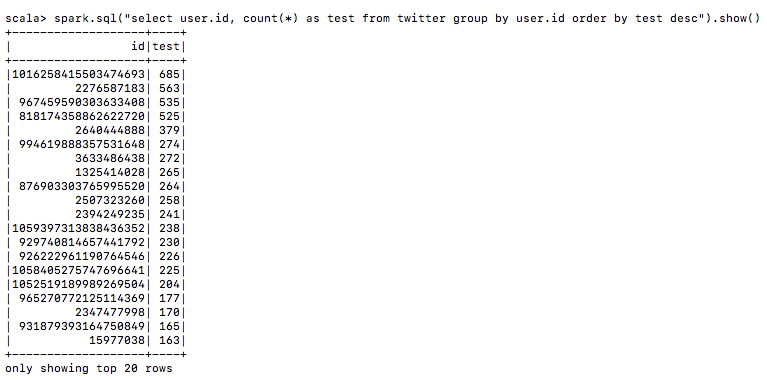 scala> spark.sql("select user.id, count(*) as test from twitter group by user.id order by test desc").show()
+-------------------+----+
|                 id|test|
+-------------------+----+
|1016258415503474693| 685|
|         2276587183| 563|
| 967459590303633408| 535|
| 818174358862622720| 525|
|         2640444888| 379|
| 994619888357531648| 274|
|         3633486438| 272|
|         1325414028| 265|
| 876903303765995520| 264|
|         2507323260| 258|
|         2394249235| 241|
|1059397313838436352| 238|
| 929740814657441792| 230|
| 926222961190764546| 226|
|1058405275747696641| 225|
|1052519189989269504| 204|
| 965270772125114369| 177|
|         2347477998| 170|
| 931879393164750849| 165|
|           15977038| 163|
+-------------------+----+
only showing top 20 rows